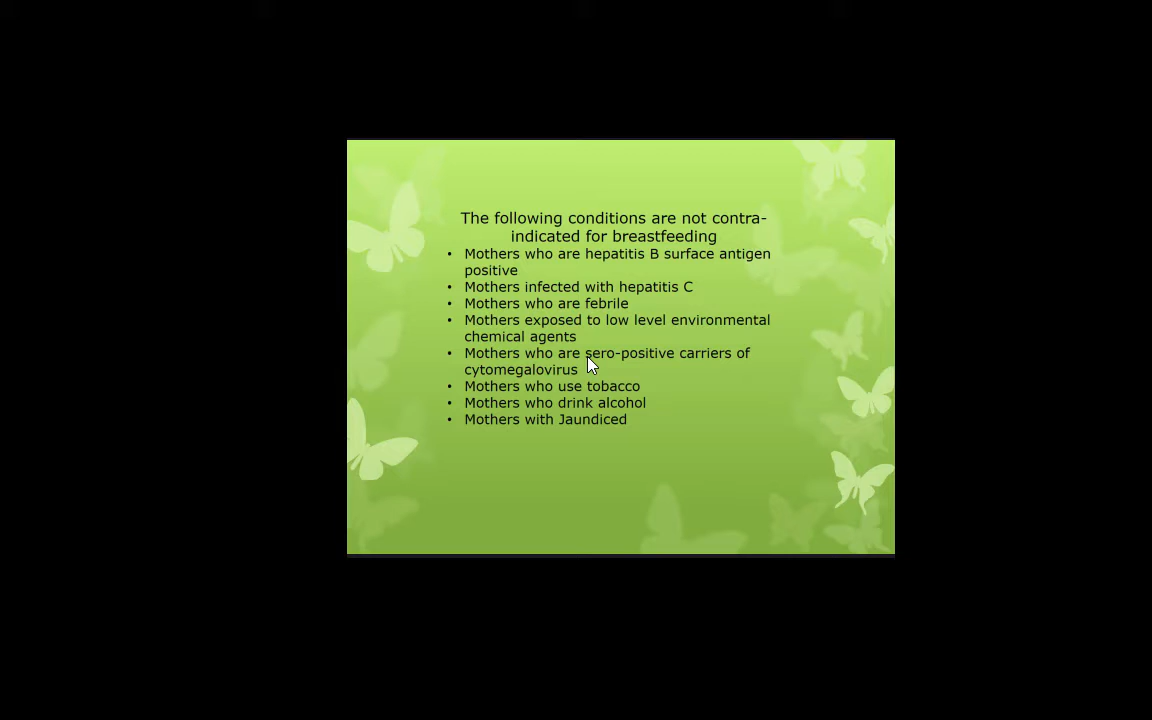 The following conditions are not contra-
indicated for breastfeeding
• Mothers who are hepatitis B surface antigen
positive
• Mothers infected with hepatitis C
• Mothers who are febrile
• Mothers exposed to low level environmental
chemical agents
• Mothers who are sero-positive carriers of
cytomegalovirus
• Mothers who use tobacco
• Mothers who drink alcohol
• Mothers with Jaundiced